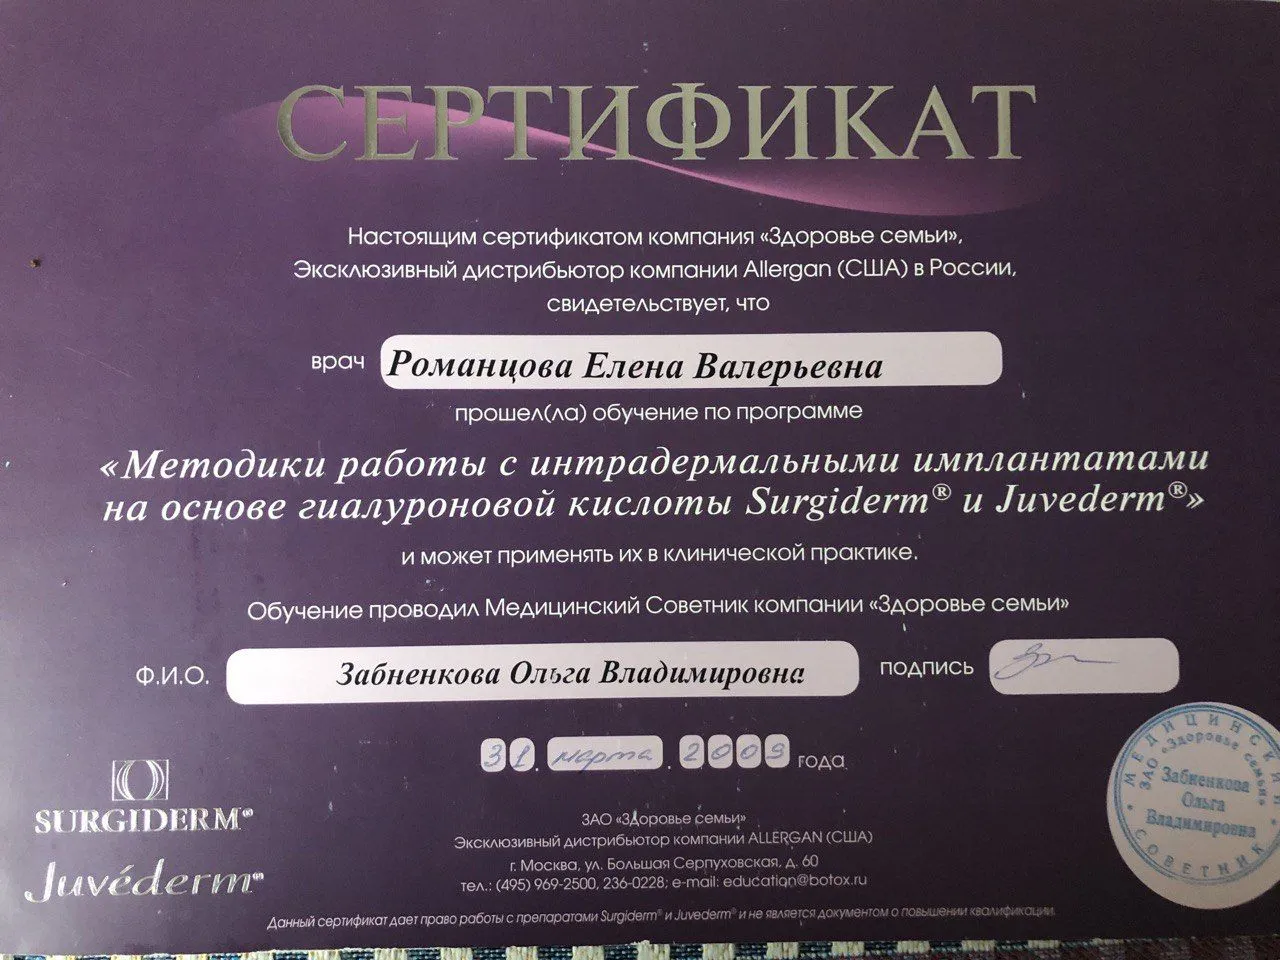 СЕРТИФИКАТ
Настоящим сертификатом компания «Здоровье семьи»,
Эксклюзивный дистрибьютор компании Allergan (США) в России,
свидетельствует, что
врач Романцова Елена Валерьевна
прошел(ла) обучение по программе
«Методики работы с интрадермальными имплантатами
на основе гиалуроновой кислоты Surgiderm® и Juvederm®»
и может применять их в клинической практике.
Обучение проводил Медицинский Советник компании «Здоровье семьи»
Ф.И.О. Забненкова Ольга Владимировна подпись
31. марта. 2009 года
SURGIDERM®
Juvéderm
ЗАО «Здоровье семьи»
Эксклюзивный дистрибьютор компании ALLERGAN (США)
г. Москва, ул. Большая Серпуховская, д. 60
тел.: (495) 969-2500, 236-0228; e-mail: education@botox.ru
Данный сертификат дает право работы с препаратами Surgiderm® и Juvederm® и не является документом о повышении квалификации.
МЕДИЦИНСКИЙ СОВЕТНИК
ЗАО «Здоровье семьи»
Забненкова
Ольга
Владимировна